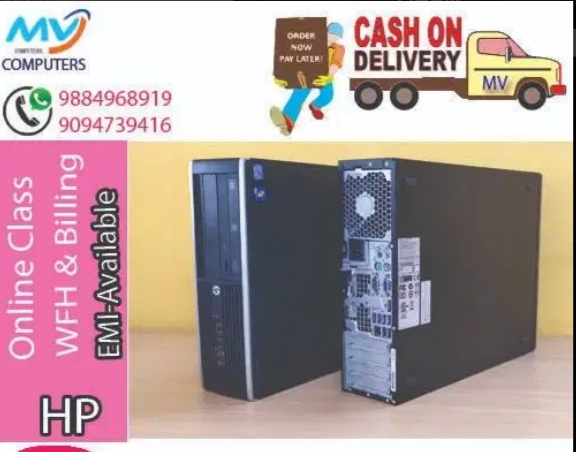 MV
COMPUTERS
COMPUTERS
9884968919
9094739416
ORDER
NOW
PAY LATER!
CASH ON
DELIVERY
MV
Online Class
WFH & Billing
EMI-Available
HP